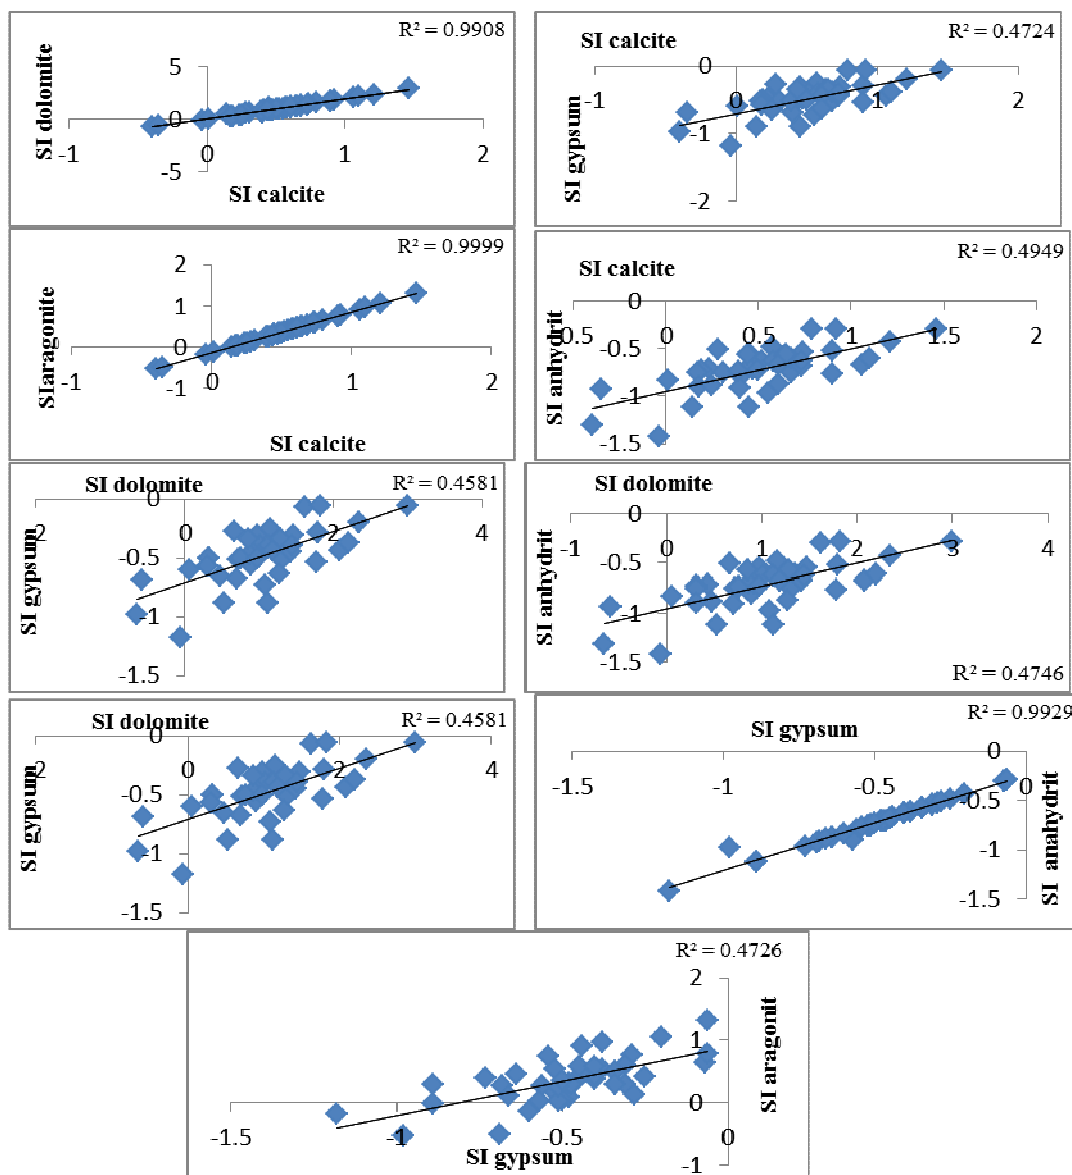 R² = 0.9908
SI dolomite
5
0
-5
-1
0
1
2
SI calcite
SI calcite
R² = 0.4724
SI gypsum
0
-1
-2
-1
0
1
2
R² = 0.9999
SI aragonite
2
1
0
-1
-1
0
1
2
SI calcite
R² = 0.4949
SI calcite
SI anhydrit
0
-0.5
-1
-1.5
0.5
0
0.5
1
1.5
2
SI dolomite
R² = 0.4581
SI gypsum
0
-0.5
-1
-1.5
2
0
2
4
SI dolomite
SI anhydrit
0
-0.5
-1
-1.5
-1
0
1
2
3
4
R² = 0.4746
SI dolomite
R² = 0.4581
SI gypsum
0
-0.5
-1
-1.5
2
0
2
4
R² = 0.9929
SI gypsum
SI anahydrit
0
-0.5
-1
-1.5
-1.5
-1
-0.5
0
R² = 0.4726
SI aragonit
2
1
0
-1
-1.5
-1
-0.5
0
SI gypsum